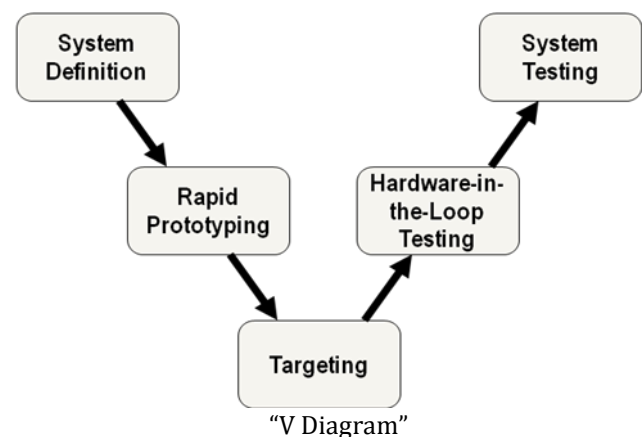 System
Definition
System
Testing
Rapid
Prototyping
Hardware-in-
the-Loop
Testing
Targeting
“V Diagram”